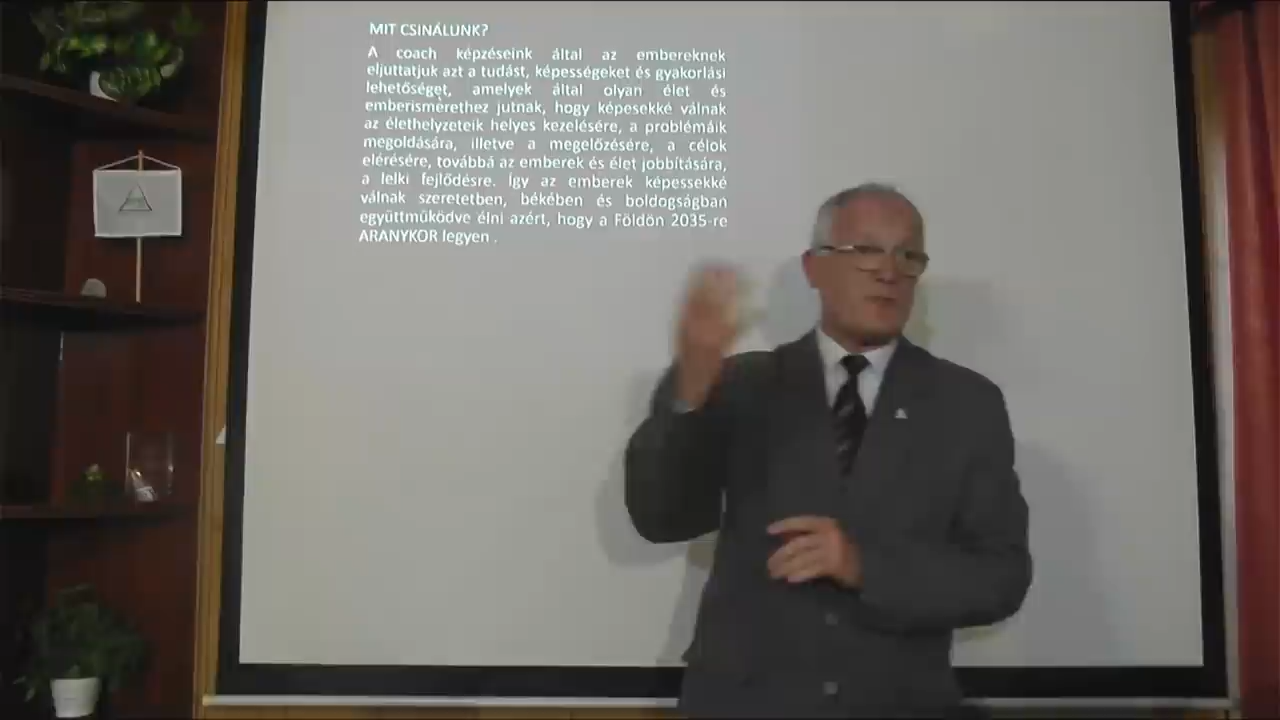 MIT CSINÁLUNK?
A coach képzéseink által az embereknek
eljuttatjuk azt a tudást, képességeket és gyakorlási
lehetőséget, amelyek által olyan élet és
emberismerethez jutnak, hogy képesekké válnak
az élethelyzeteik helyes kezelésére, a problémáik
megoldására, illetve a megelőzésére, a célok
elérésére, továbbá az emberek és élet jobbítására,
a lelki fejlődésre. Így az emberek képessekké
válnak szeretetben, békében és boldogságban
együttműködve élni azért, hogy a Földön 2035-re
ARANYKOR legyen .